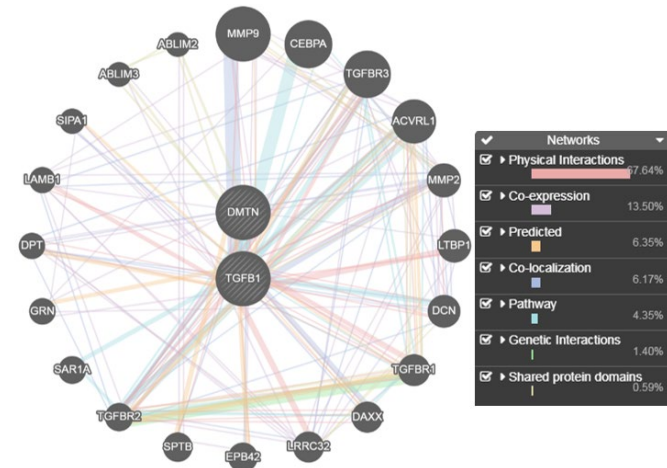 MMP9
CEBPA
ABLIM2
TGFBR3
ABLIM3
SIPA1
ACVRL1
LAMB1
MMP2
DMTN
DPT
LTBP1
TGFB1
GRN
DCN
SAR1A
TGFBR1
TGFBR2
DAXX
SPTB
EPB42
LRRC32
Networks
Physical Interactions
67.64%
Co-expression
13.50%
Predicted
6.35%
Co-localization
6.17%
Pathway
4.35%
Genetic Interactions
1.40%
Shared protein domains
0.59%